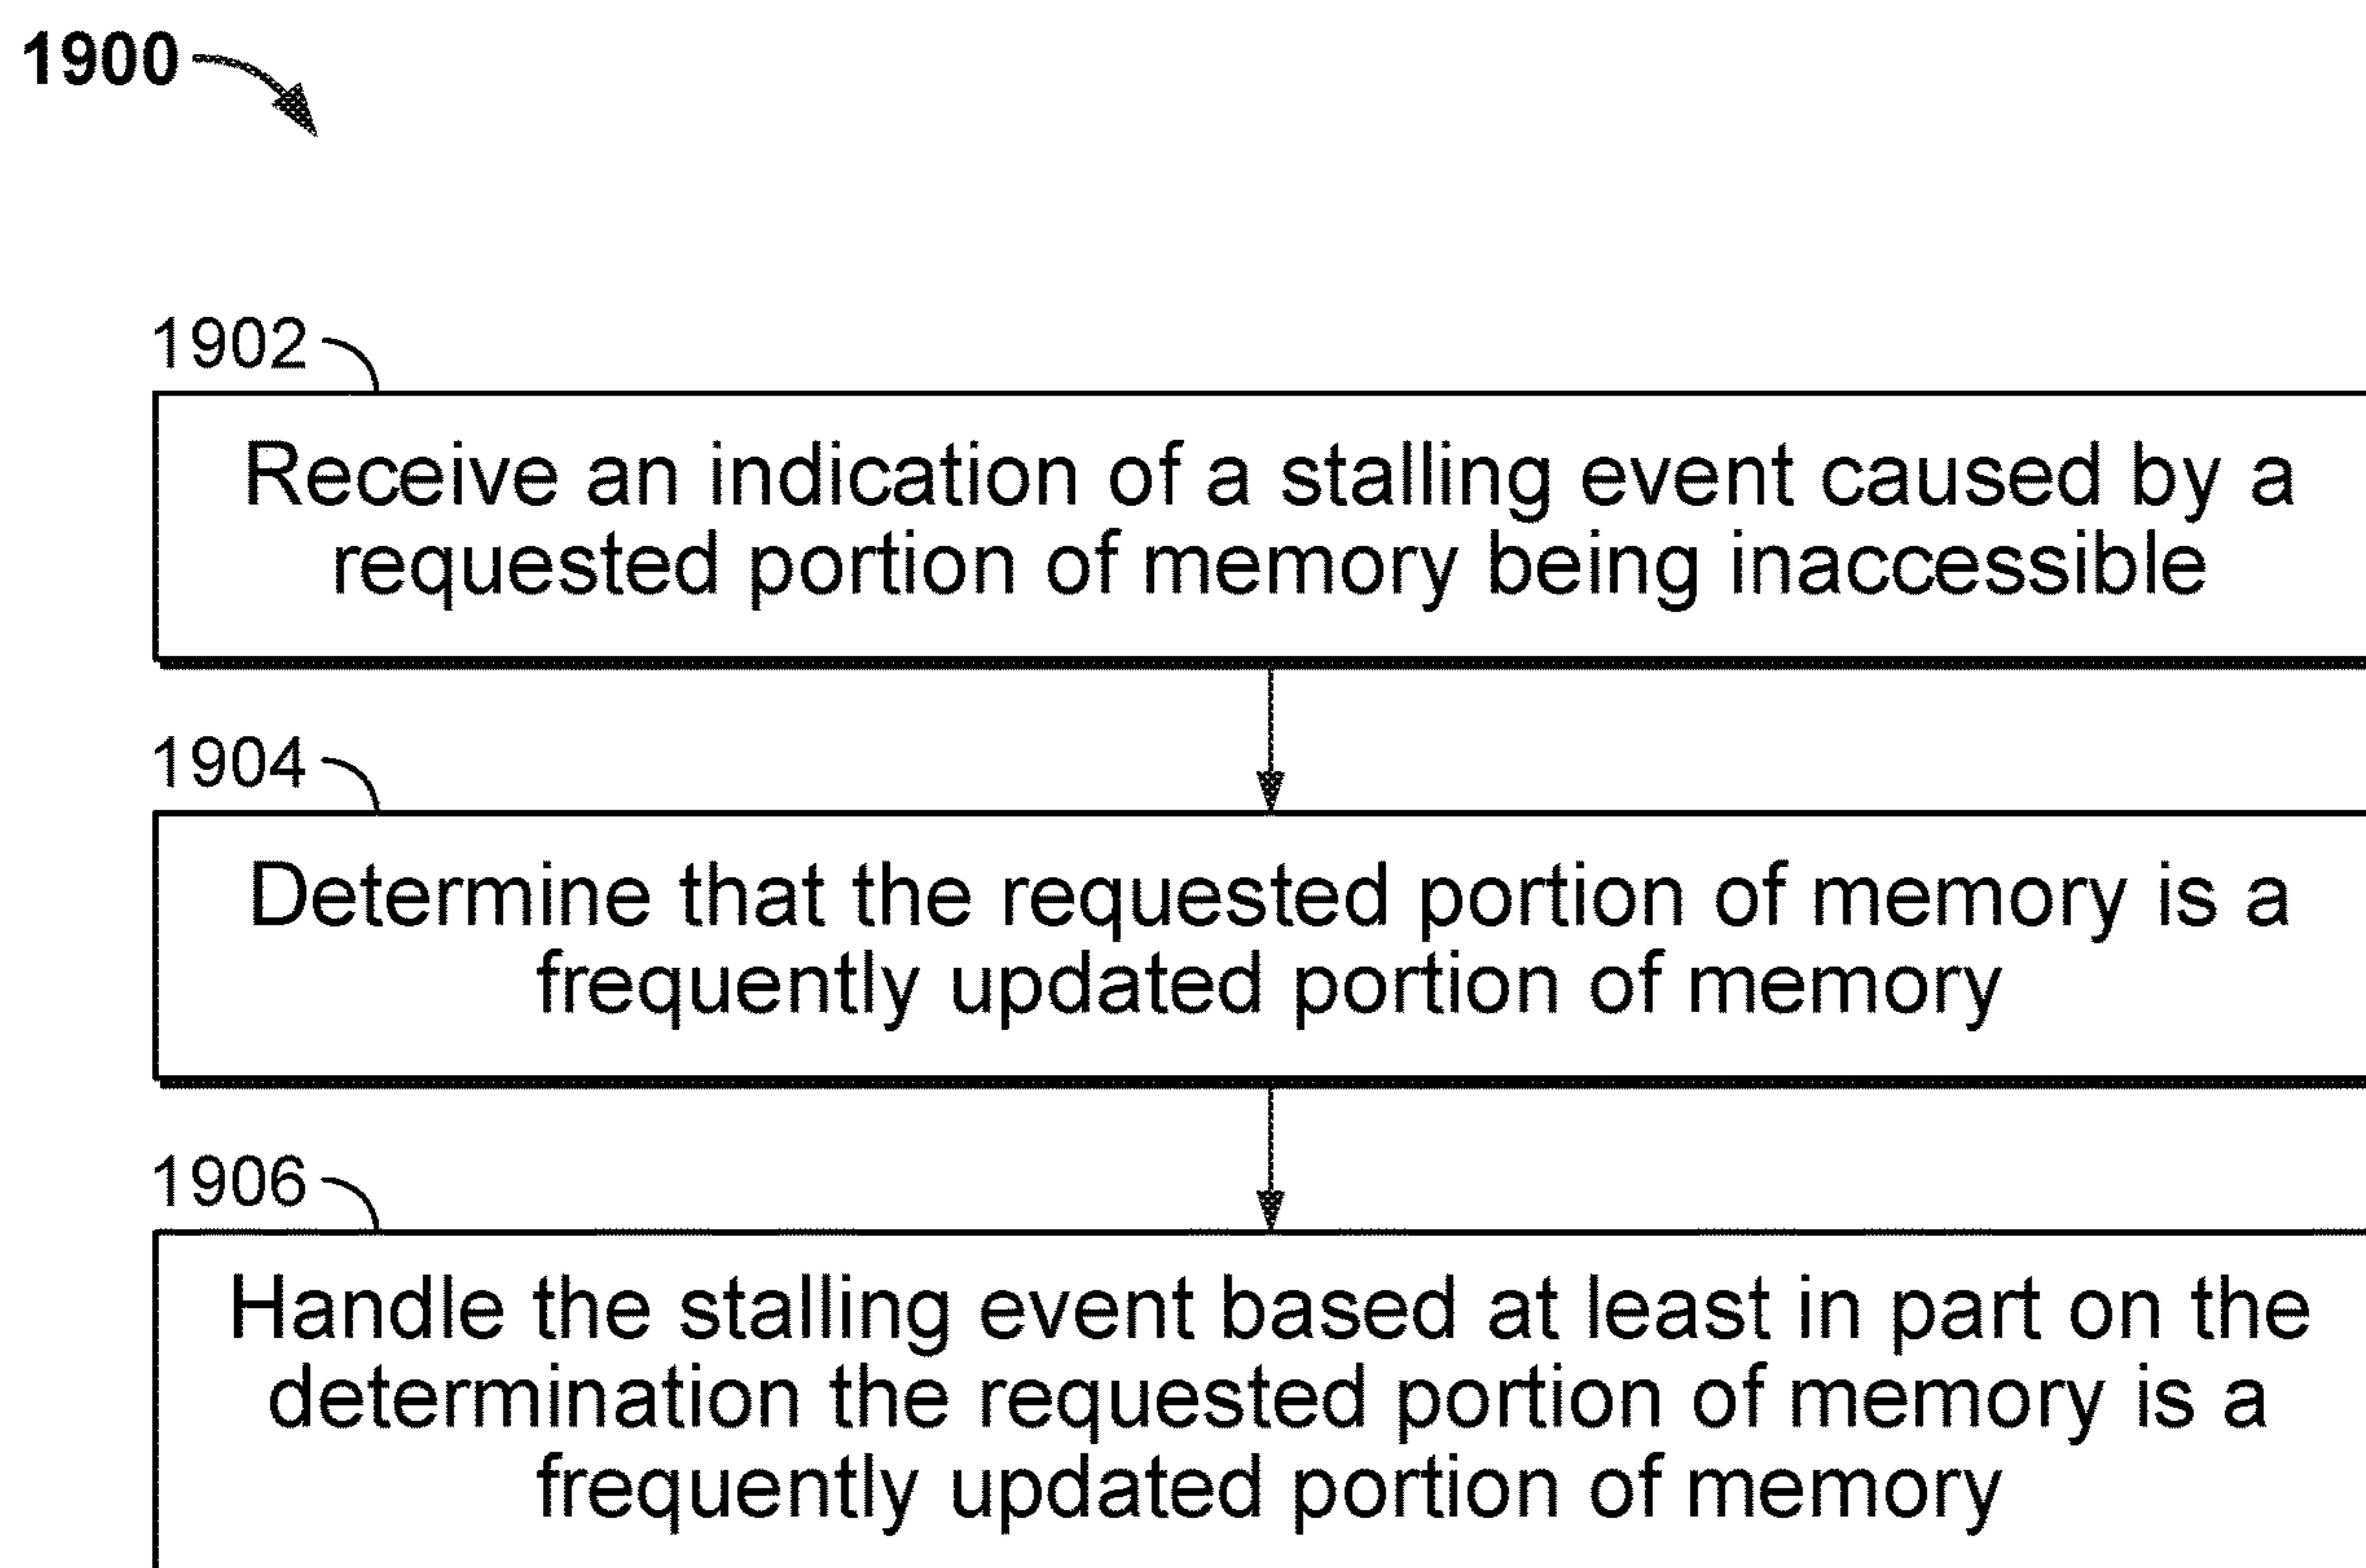 1900
1902
Receive an indication of a stalling event caused by a
requested portion of memory being inaccessible
1904
Determine that the requested portion of memory is a
frequently updated portion of memory
1906
Handle the stalling event based at least in part on the
determination the requested portion of memory is a
frequently updated portion of memory